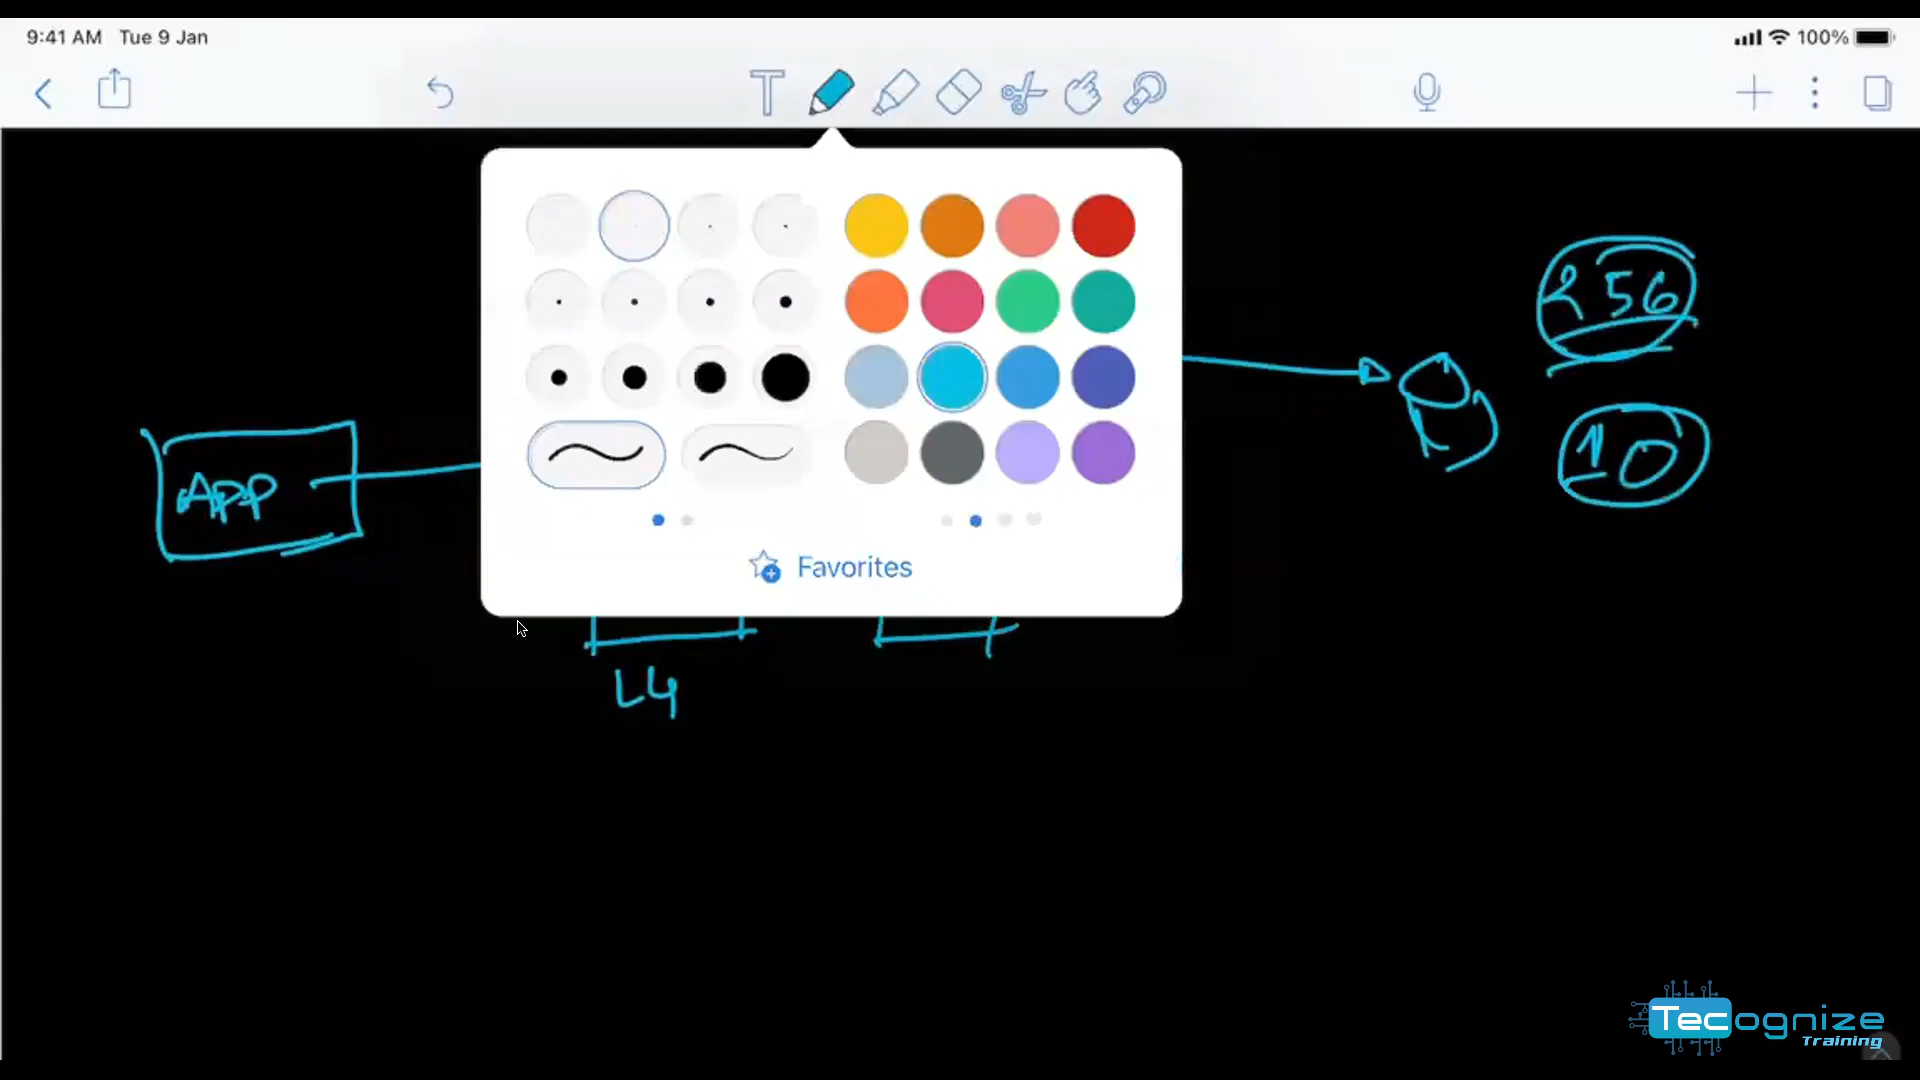 9:41 AM Tue 9 Jan
100%
256
APP
10
Favorites
L4
Tecognize
Training